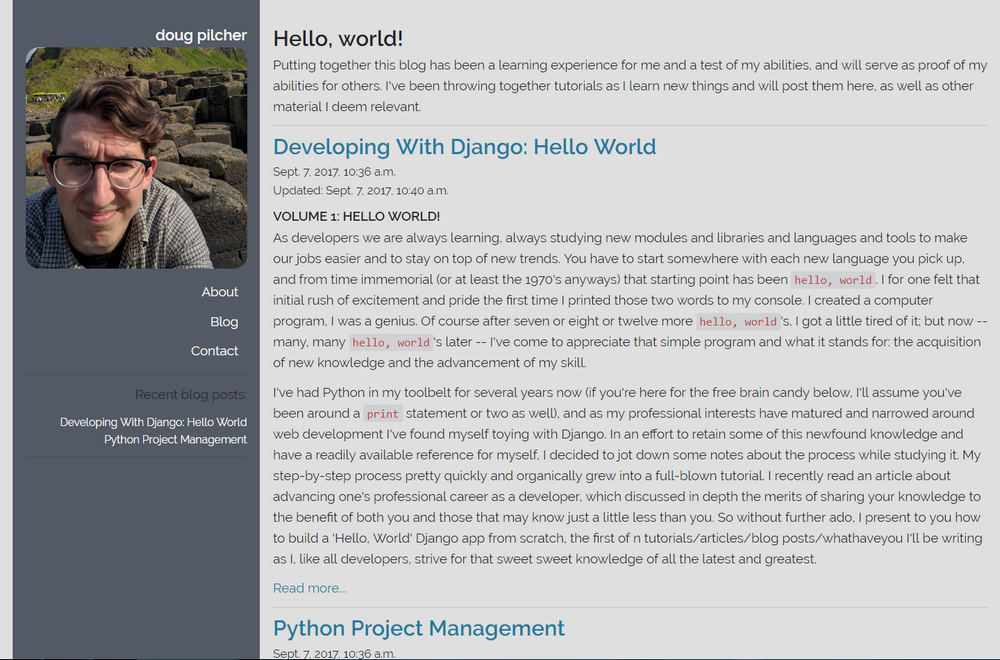 doug pilcher
About
Blog
Contact
Recent blog posts:
Developing With Django: Hello World
Python Project Management
Hello, world!
Putting together this blog has been a learning experience for me and a test of my abilities, and will serve as proof of my
abilities for others. I've been throwing together tutorials as I learn new things and will post them here, as well as other
material I deem relevant.
Developing With Django: Hello World
Sept. 7, 2017, 10:36 a.m.
Updated: Sept. 7, 2017, 10:40 a.m.
VOLUME 1: HELLO WORLD!
As developers we are always learning, always studying new modules and libraries and languages and tools to make
our jobs easier and to stay on top of new trends. You have to start somewhere with each new language you pick up,
and from time immemorial (or at least the 1970's anyways) that starting point has been hello, world. I for one felt that
initial rush of excitement and pride the first time I printed those two words to my console. I created a computer
program, I was a genius. Of course after seven or eight or twelve more hello, world's, I got a little tired of it; but now --
many, many hello, world's later -- I've come to appreciate that simple program and what it stands for: the acquisition
of new knowledge and the advancement of my skill.
I've had Python in my toolbelt for several years now (if you're here for the free brain candy below, I'll assume you've
been around a print statement or two as well), and as my professional interests have matured and narrowed around
web development I've found myself toying with Django. In an effort to retain some of this newfound knowledge and
have a readily available reference for myself, I decided to jot down some notes about the process while studying it. My
step-by-step process pretty quickly and organically grew into a full-blown tutorial. I recently read an article about
advancing one's professional career as a developer, which discussed in depth the merits of sharing your knowledge to
the benefit of both you and those that may know just a little less than you. So without further ado, I present to you how
to build a 'Hello, World' Django app from scratch, the first of n tutorials/articles/blog posts/whathaveyou I'll be writing
as I, like all developers, strive for that sweet sweet knowledge of all the latest and greatest.
Read more...
Python Project Management
Sept. 7, 2017, 10:36 a.m.